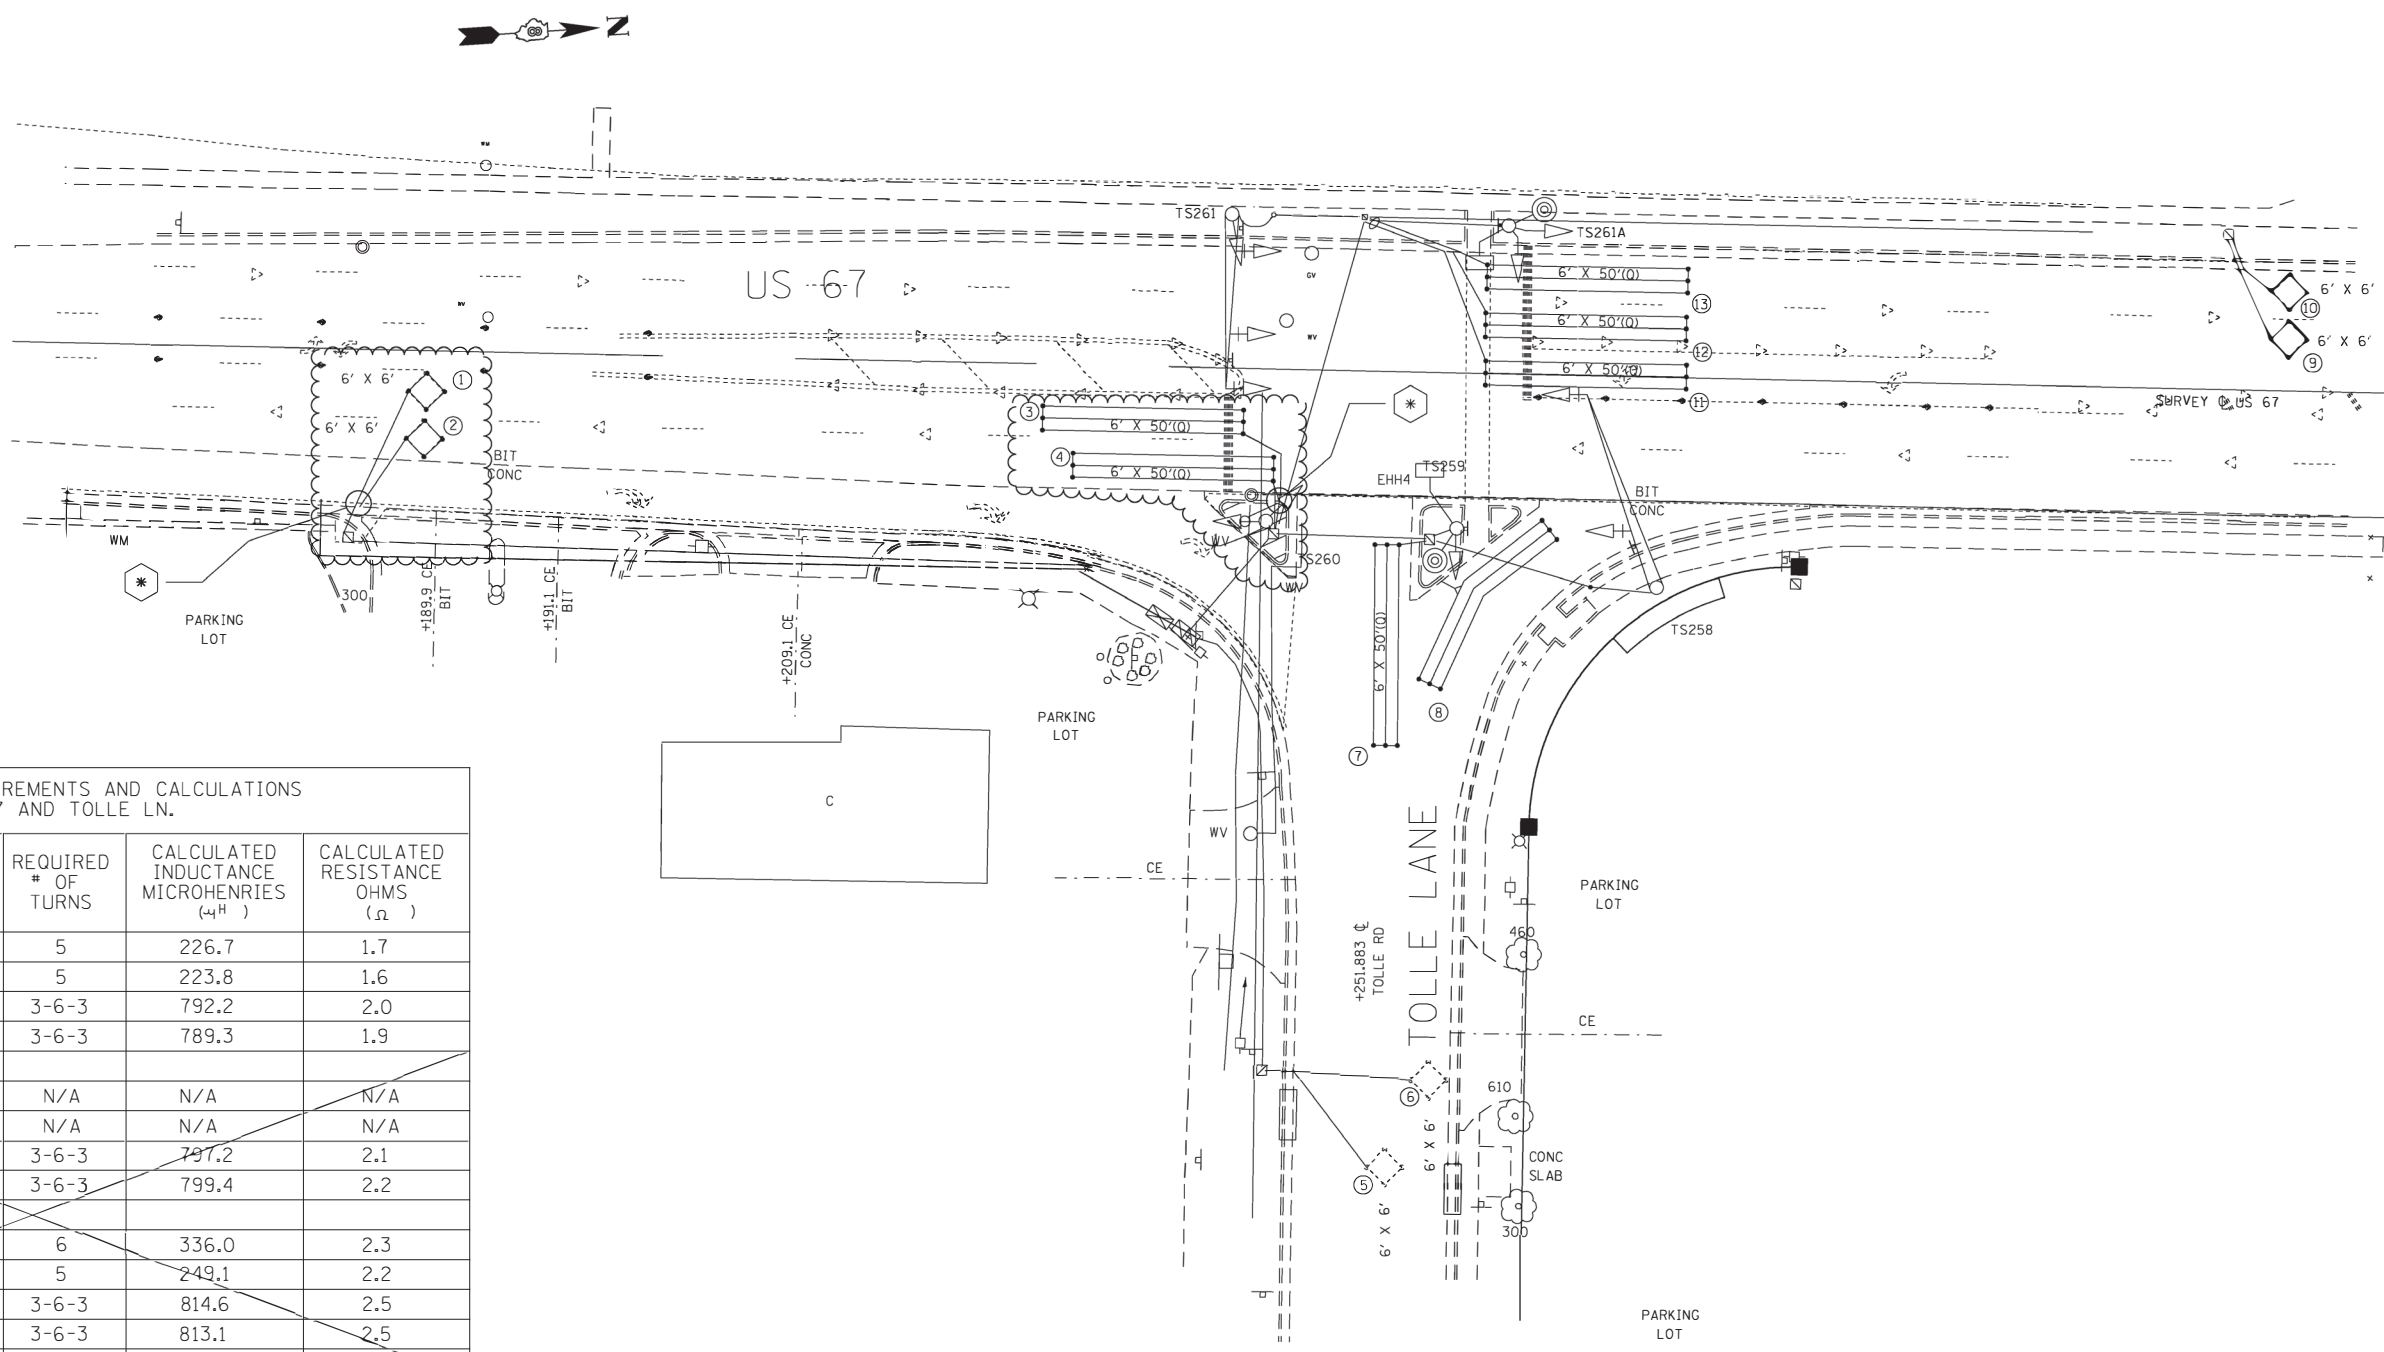 N
WM
TS261
TS261A
US 67
GV
WV
WV
6' X 50'(Q)
13
6' X 50'(Q)
12
6' X 50'(Q)
11
6' X 6'
10
6' X 6'
9
SURVEY ℄ US 67
6' X 6'
1
6' X 6'
2
3
6' X 50'(Q)
4
6' X 50'(Q)
*
BIT
CONC
TS259
EHH4
BIT
CONC
WM
*
PARKING
LOT
300
+189.9 CE
BIT
+191.1 CE
BIT
+209.1 CE
CONC
WV
TS260
WV
6' X 50'(Q)
7
8
TS258
PARKING
LOT
C
WV
CE
TOLLE LANE
+251.883 ℄
TOLLE RD
PARKING
LOT
460
CE
610
6
6' X 6'
5
6' X 6'
CONC
SLAB
300
PARKING
LOT
REMENTS AND CALCULATIONS
7 AND TOLLE LN.
REQUIRED
# OF
TURNS
CALCULATED
INDUCTANCE
MICROHENRIES
(μH )
CALCULATED
RESISTANCE
OHMS
(Ω )
5 226.7 1.7
5 223.8 1.6
3-6-3 792.2 2.0
3-6-3 789.3 1.9
N/A N/A N/A
N/A N/A N/A
3-6-3 797.2 2.1
3-6-3 799.4 2.2
6 336.0 2.3
5 249.1 2.2
3-6-3 814.6 2.5
3-6-3 813.1 2.5